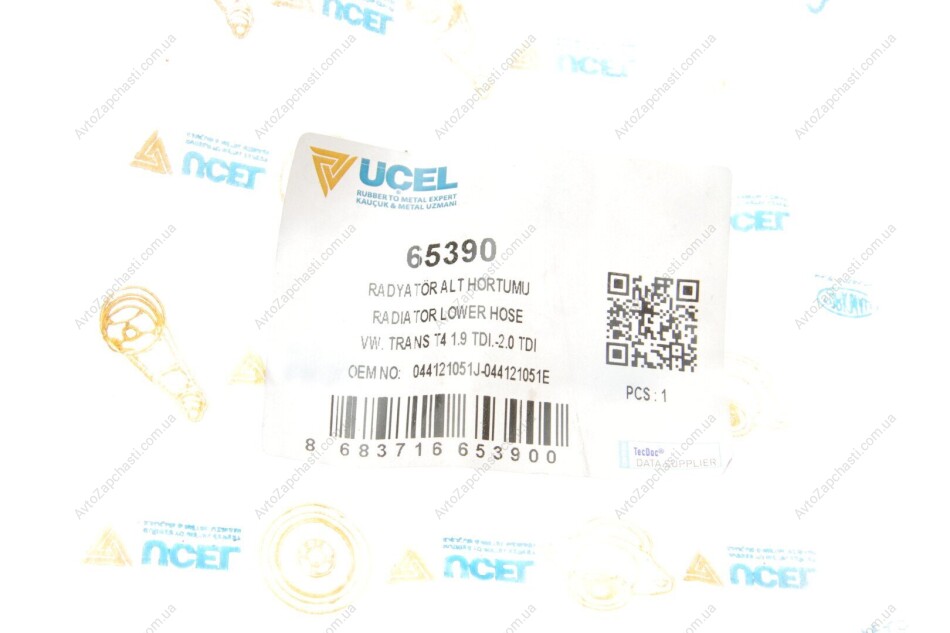 UCEL
UÇEL
RUBBER TO METAL EXPERT
KAUÇUK & METAL UZMANI
65390
RADYATÖR ALT HORTUMU
RADIATOR LOWER HOSE
VW. TRANS T4 1.9 TDI.-2.0 TDI
OEM NO: 044121051J-044121051E
PCS : 1
8 683716 653900
TecDoc
DATA SUPPLIER
AvtoZapchasti.com.ua